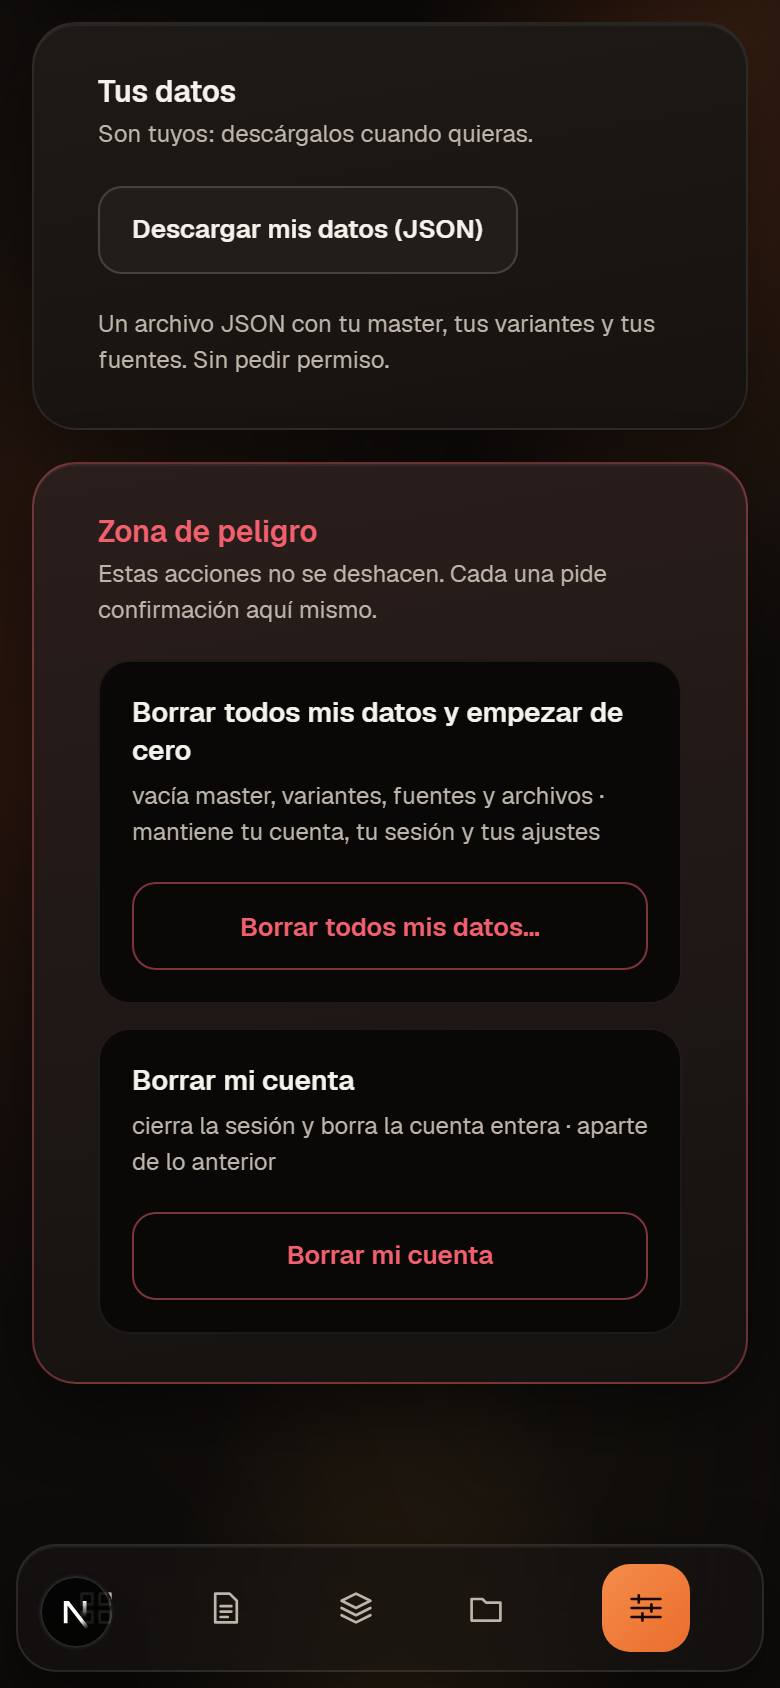 Tus datos
Son tuyos: descárgalos cuando quieras.
Descargar mis datos (JSON)
Un archivo JSON con tu master, tus variantes y tus
fuentes. Sin pedir permiso.
Zona de peligro
Estas acciones no se deshacen. Cada una pide
confirmación aquí mismo.
Borrar todos mis datos y empezar de
cero
vacía master, variantes, fuentes y archivos ·
mantiene tu cuenta, tu sesión y tus ajustes
Borrar todos mis datos...
Borrar mi cuenta
cierra la sesión y borra la cuenta entera · aparte
de lo anterior
Borrar mi cuenta
N